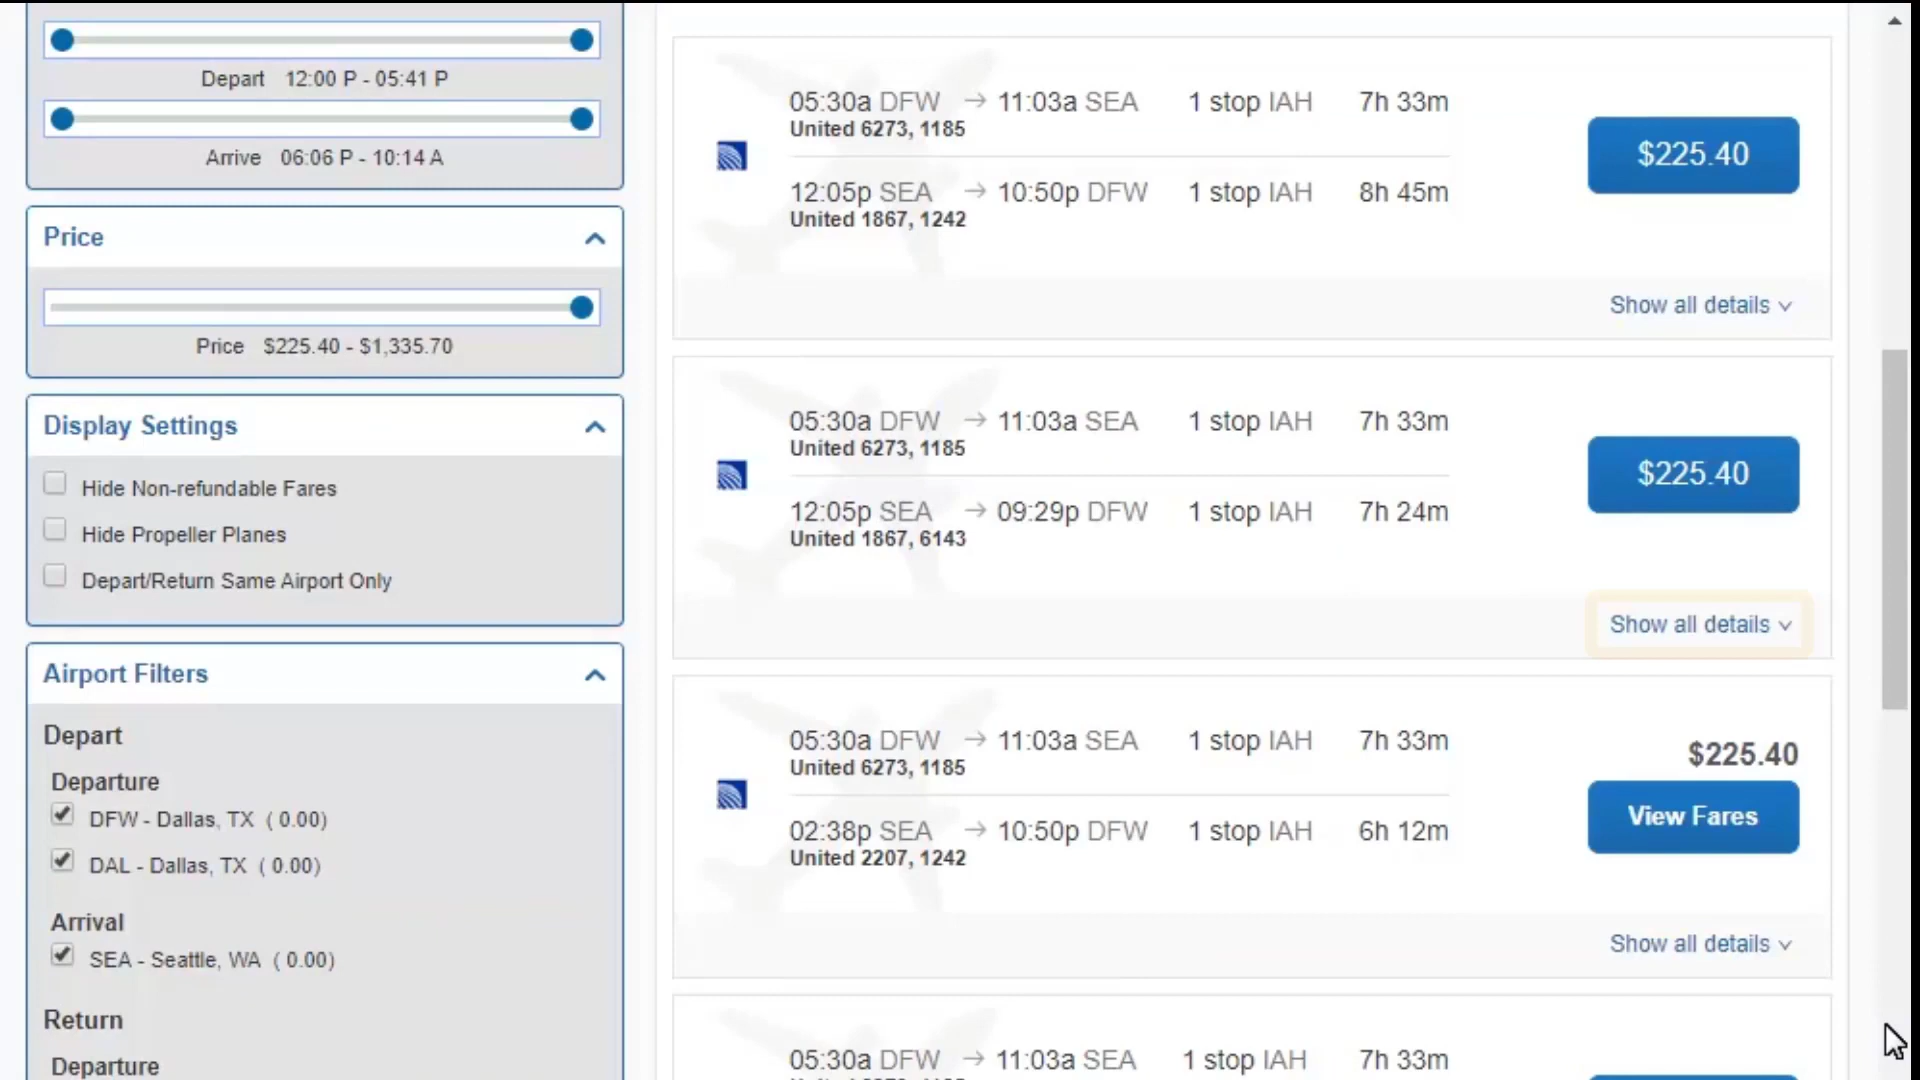 Depart 12:00 P - 05:41 P
Arrive 06:06 P - 10:14 A
Price
Price $225.40 - $1,335.70
Display Settings
Hide Non-refundable Fares
Hide Propeller Planes
Depart/Return Same Airport Only
Airport Filters
Depart
Departure
DFW - Dallas, TX ( 0.00)
DAL - Dallas, TX ( 0.00)
Arrival
SEA - Seattle, WA ( 0.00)
Return
Departure
05:30a DFW → 11:03a SEA 1 stop IAH 7h 33m
United 6273, 1185
$225.40
12:05p SEA → 10:50p DFW 1 stop IAH 8h 45m
United 1867, 1242
Show all details
05:30a DFW → 11:03a SEA 1 stop IAH 7h 33m
United 6273, 1185
$225.40
12:05p SEA → 09:29p DFW 1 stop IAH 7h 24m
United 1867, 6143
Show all details
05:30a DFW → 11:03a SEA 1 stop IAH 7h 33m
United 6273, 1185
$225.40
View Fares
02:38p SEA → 10:50p DFW 1 stop IAH 6h 12m
United 2207, 1242
Show all details
05:30a DFW → 11:03a SEA 1 stop IAH 7h 33m